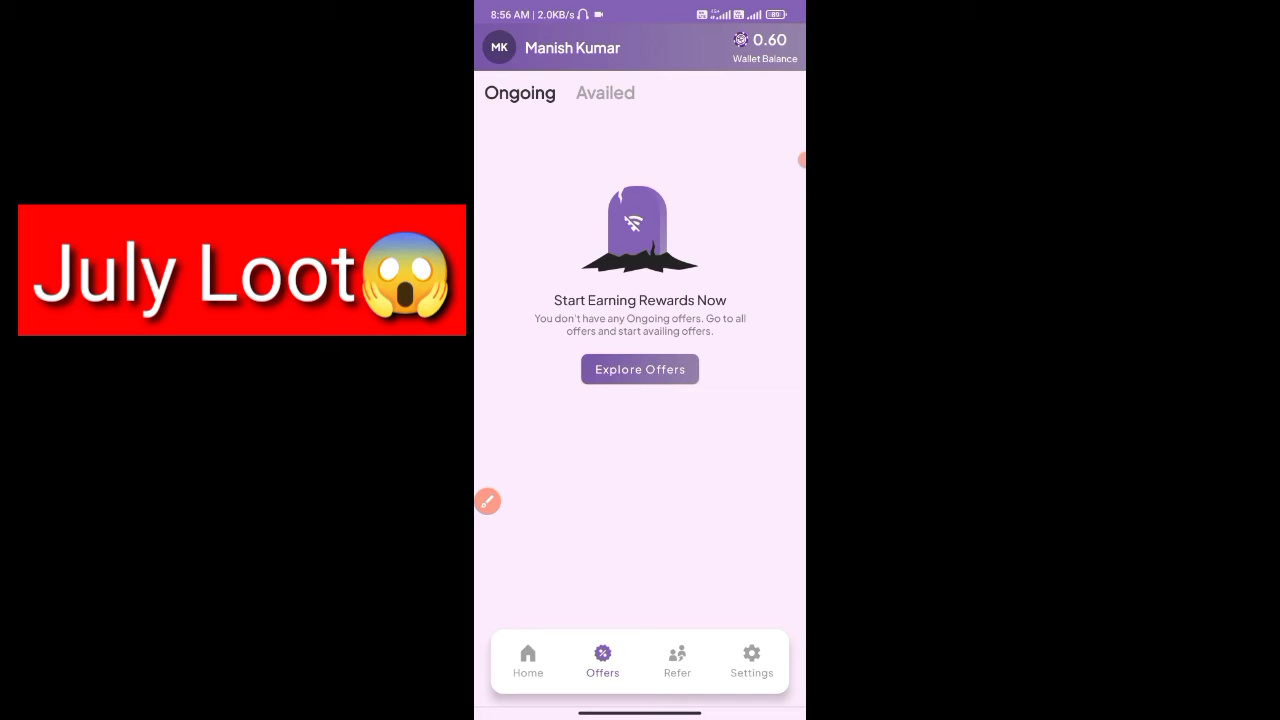 8:56 AM | 2.0KB/s
4G+
89
MK
Manish Kumar
0.60
Wallet Balance
Ongoing
Availed
July Loot😱
Start Earning Rewards Now
You don't have any Ongoing offers. Go to all
offers and start availing offers.
Explore Offers
Home
Offers
Refer
Settings